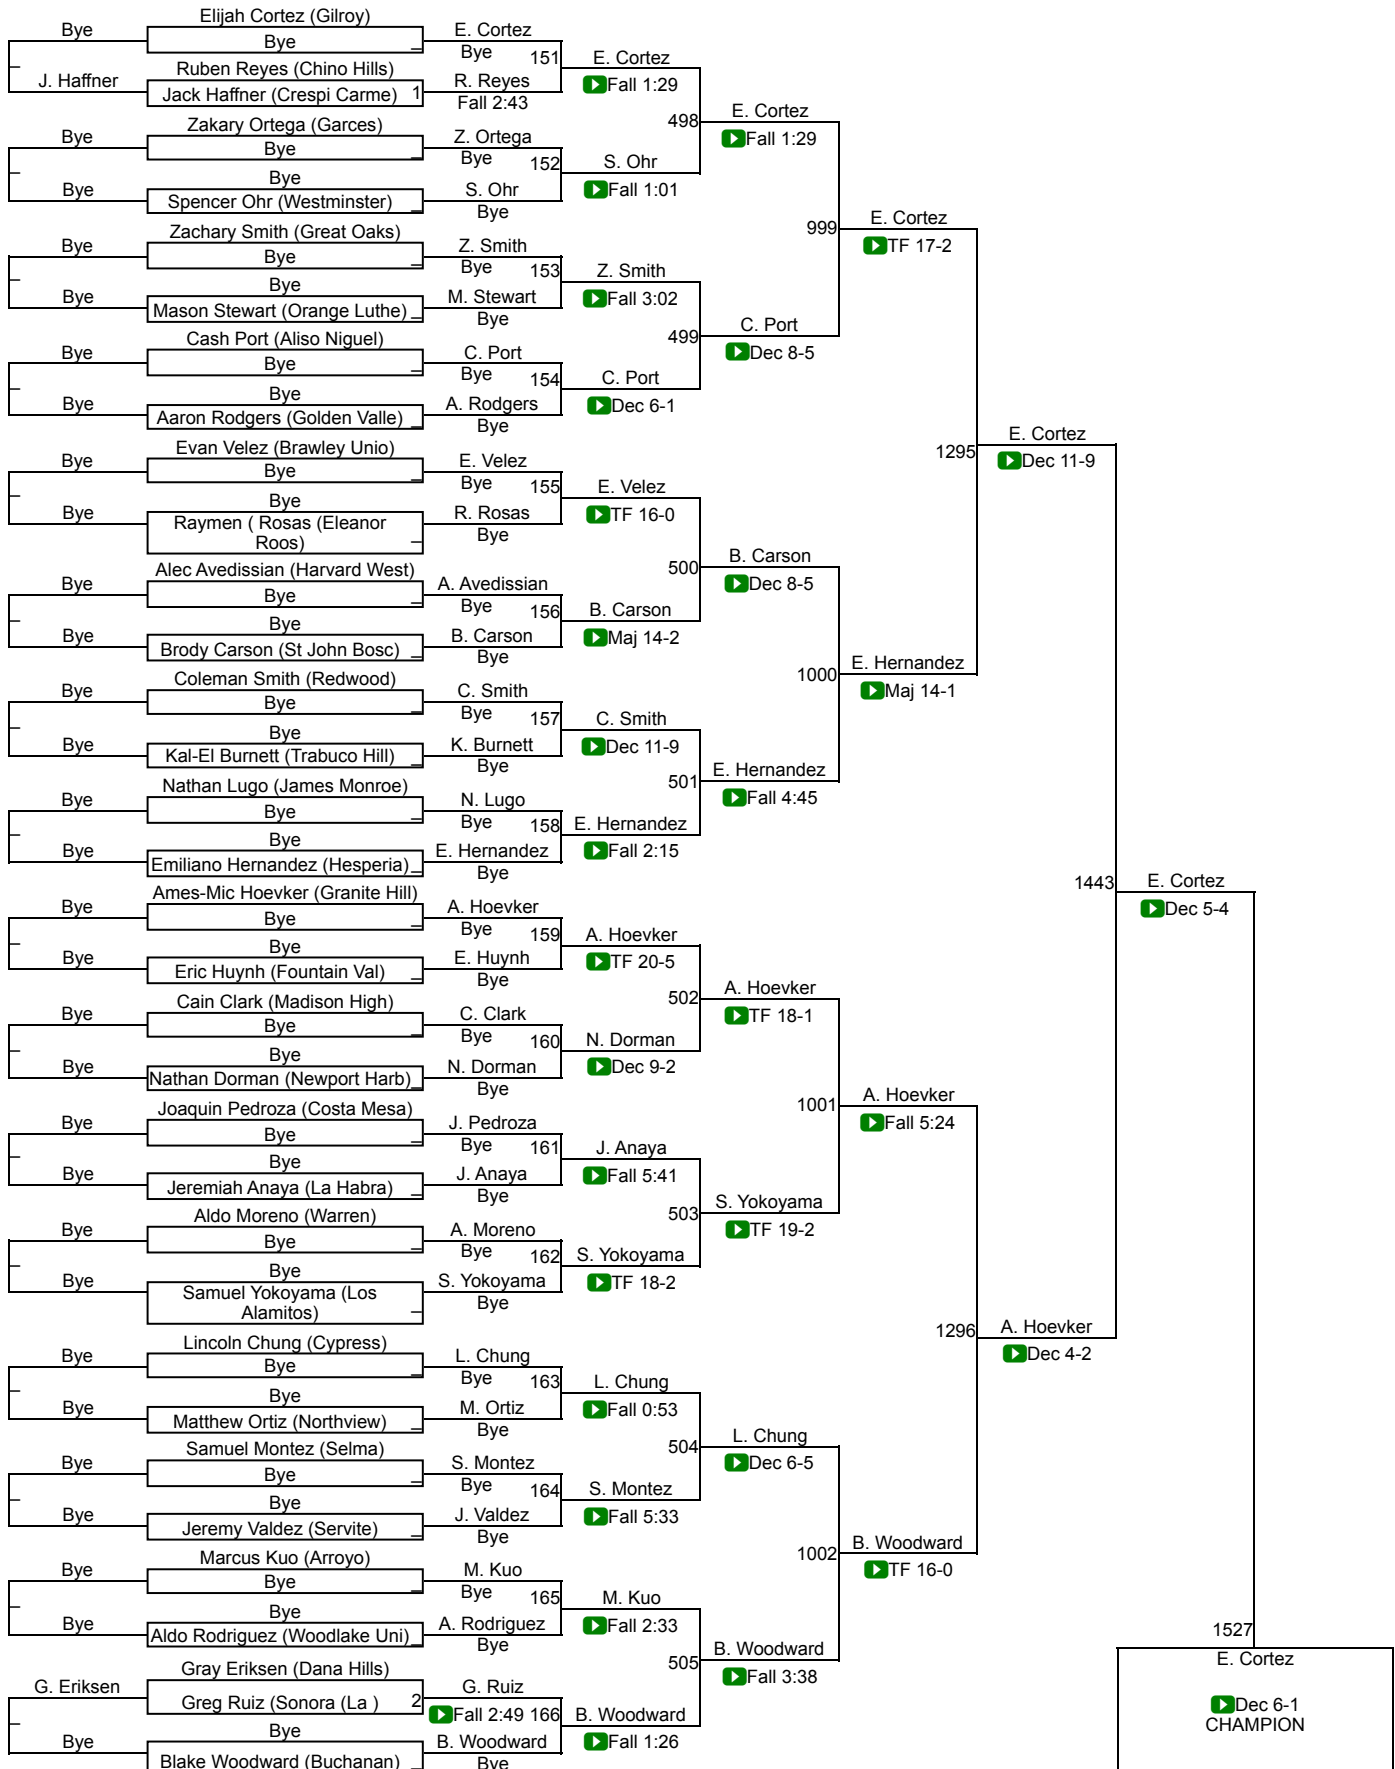 Elijah Cortez (Gilroy)
Bye
Bye
E. Cortez
Bye
151
E. Cortez
Fall 1:29
Ruben Reyes (Chino Hills)
J. Haffner
Jack Haffner (Crespi Carme) 1
R. Reyes
Fall 2:43
498
E. Cortez
Fall 1:29
Zakary Ortega (Garces)
Bye
Bye
Z. Ortega
Bye
152
S. Ohr
Fall 1:01
Bye
Bye
Spencer Ohr (Westminster)
S. Ohr
Bye
999
E. Cortez
TF 17-2
Zachary Smith (Great Oaks)
Bye
Bye
Z. Smith
Bye
153
Z. Smith
Fall 3:02
Bye
Bye
Mason Stewart (Orange Luthe)
M. Stewart
Bye
499
C. Port
Dec 8-5
Cash Port (Aliso Niguel)
Bye
Bye
C. Port
Bye
154
C. Port
Dec 6-1
Bye
Bye
Aaron Rodgers (Golden Valle)
A. Rodgers
Bye
1295
E. Cortez
Dec 11-9
Evan Velez (Brawley Unio)
Bye
Bye
E. Velez
Bye
155
E. Velez
TF 16-0
Bye
Bye
Raymen ( Rosas (Eleanor
Roos)
R. Rosas
Bye
500
B. Carson
Dec 8-5
Alec Avedissian (Harvard West)
Bye
Bye
A. Avedissian
Bye
156
B. Carson
Maj 14-2
Bye
Bye
Brody Carson (St John Bosc)
B. Carson
Bye
1000
E. Hernandez
Maj 14-1
Coleman Smith (Redwood)
Bye
Bye
C. Smith
Bye
157
C. Smith
Dec 11-9
Bye
Bye
Kal-El Burnett (Trabuco Hill)
K. Burnett
Bye
501
E. Hernandez
Fall 4:45
Nathan Lugo (James Monroe)
Bye
Bye
N. Lugo
Bye
158
E. Hernandez
Fall 2:15
Bye
Bye
Emiliano Hernandez (Hesperia)
E. Hernandez
Bye
1443
E. Cortez
Dec 5-4
Ames-Mic Hoevker (Granite Hill)
Bye
Bye
A. Hoevker
Bye
159
A. Hoevker
TF 20-5
Bye
Bye
Eric Huynh (Fountain Val)
E. Huynh
Bye
502
A. Hoevker
TF 18-1
Cain Clark (Madison High)
Bye
Bye
C. Clark
Bye
160
N. Dorman
Dec 9-2
Bye
Bye
Nathan Dorman (Newport Harb)
N. Dorman
Bye
1001
A. Hoevker
Fall 5:24
Joaquin Pedroza (Costa Mesa)
Bye
Bye
J. Pedroza
Bye
161
J. Anaya
Fall 5:41
Bye
Bye
Jeremiah Anaya (La Habra)
J. Anaya
Bye
503
S. Yokoyama
TF 19-2
Aldo Moreno (Warren)
Bye
Bye
A. Moreno
Bye
162
S. Yokoyama
TF 18-2
Bye
Bye
Samuel Yokoyama (Los
Alamitos)
S. Yokoyama
Bye
1296
A. Hoevker
Dec 4-2
Lincoln Chung (Cypress)
Bye
Bye
L. Chung
Bye
163
L. Chung
Fall 0:53
Bye
Bye
Matthew Ortiz (Northview)
M. Ortiz
Bye
504
L. Chung
Dec 6-5
Samuel Montez (Selma)
Bye
Bye
S. Montez
Bye
164
S. Montez
Fall 5:33
Bye
Bye
Jeremy Valdez (Servite)
J. Valdez
Bye
1002
B. Woodward
TF 16-0
Marcus Kuo (Arroyo)
Bye
Bye
M. Kuo
Bye
165
M. Kuo
Fall 2:33
Bye
Bye
Aldo Rodriguez (Woodlake Uni)
A. Rodriguez
Bye
505
B. Woodward
Fall 3:38
Gray Eriksen (Dana Hills)
G. Eriksen
Greg Ruiz (Sonora (La ) 2
G. Ruiz
Fall 2:49 166
B. Woodward
Fall 1:26
Bye
Bye
Blake Woodward (Buchanan)
B. Woodward
Bye
1527
E. Cortez
Dec 6-1
CHAMPION